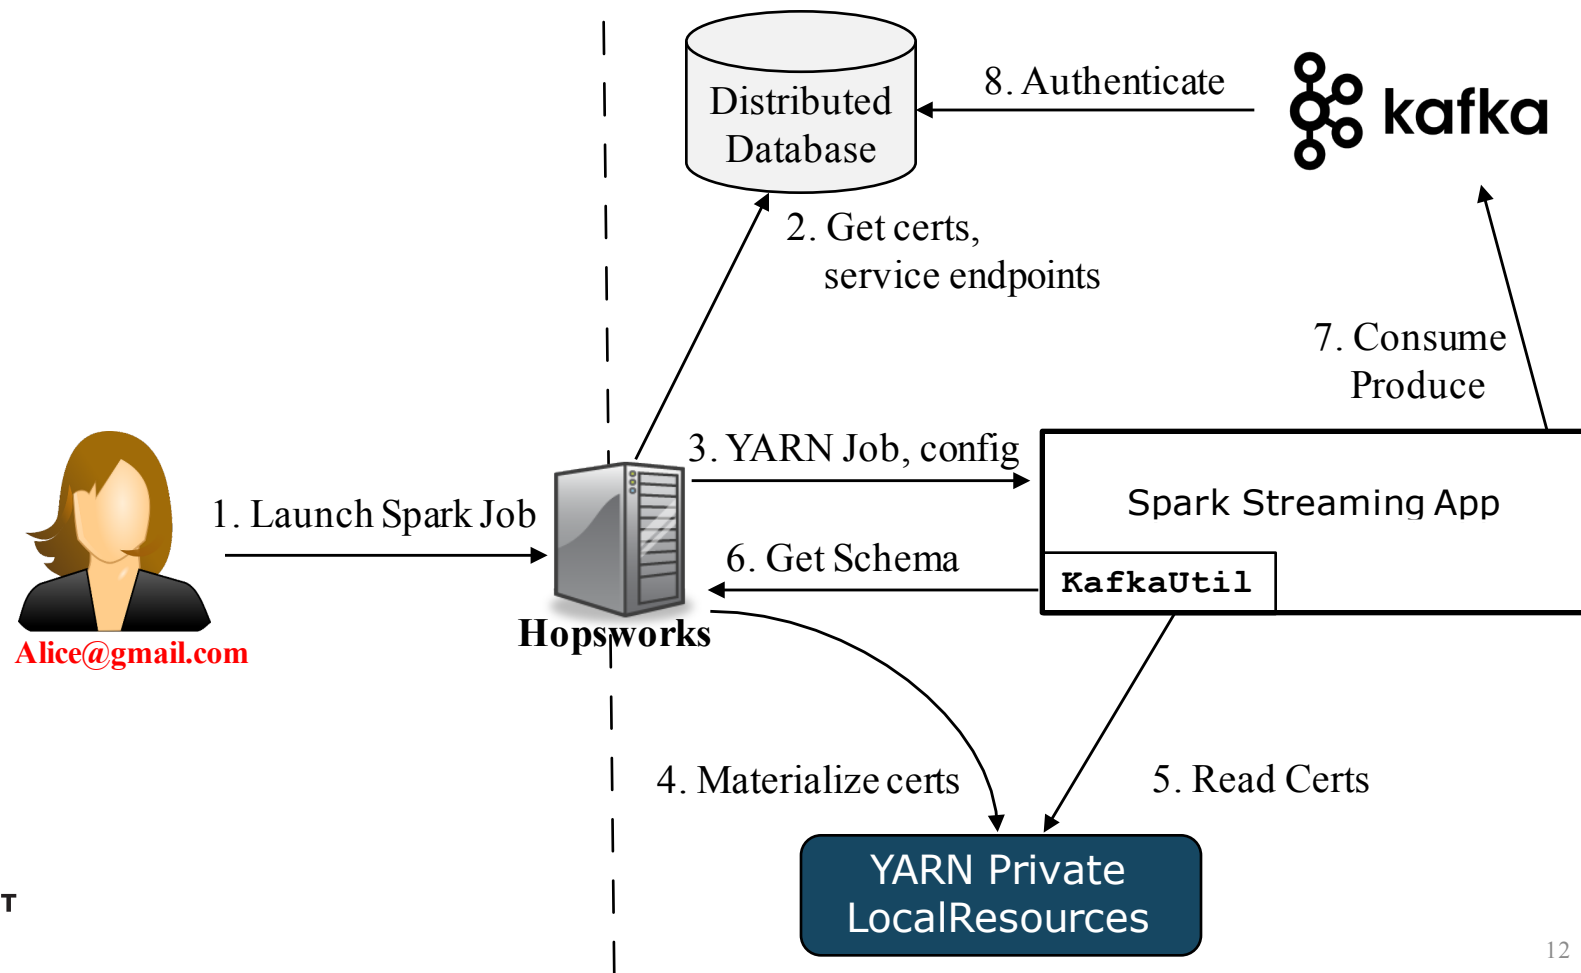 Distributed
Database
8. Authenticate
kafka
2. Get certs,
service endpoints
7. Consume
Produce
3. YARN Job, config
1. Launch Spark Job
Spark Streaming App
6. Get Schema
KafkaUtil
Hopsworks
Alice@gmail.com
4. Materialize certs
5. Read Certs
YARN Private
LocalResources
T
12